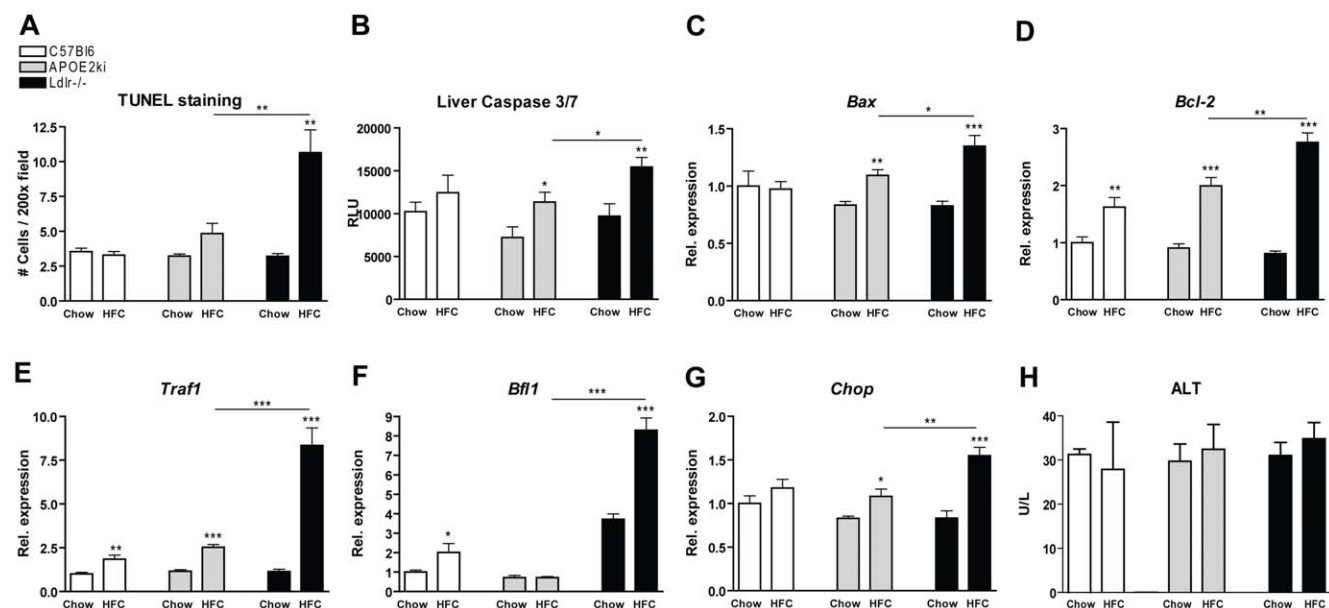 A
C57Bl6
APOE2ki
Ldlr-/-
TUNEL staining
# Cells / 200x field
12.5
10.0
7.5
5.0
2.5
0.0
**
**
Chow HFC Chow HFC Chow HFC
B
Liver Caspase 3/7
RLU
20000
15000
10000
5000
0
*
*
**
Chow HFC Chow HFC Chow HFC
C
Bax
Rel. expression
1.5
1.0
0.5
0.0
*
**
***
Chow HFC Chow HFC Chow HFC
D
Bcl-2
Rel. expression
3
2
1
0
**
**
***
***
Chow HFC Chow HFC Chow HFC
E
Traf1
Rel. expression
10.0
7.5
5.0
2.5
0.0
***
**
***
***
Chow HFC Chow HFC Chow HFC
F
Bfl1
Rel. expression
9
8
7
6
5
4
3
2
1
0
***
*
***
Chow HFC Chow HFC Chow HFC
G
Chop
Rel. expression
2.0
1.5
1.0
0.5
0.0
**
*
***
Chow HFC Chow HFC Chow HFC
H
ALT
U/L
40
30
20
10
0
Chow HFC Chow HFC Chow HFC